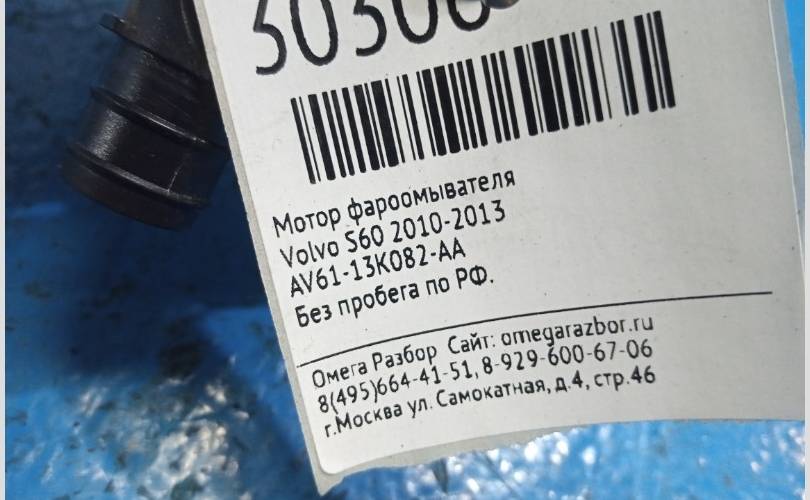 Мотор фароомывателя
Volvo S60 2010-2013
AV61-13K082-AA
Без пробега по РФ.
Омега Разбор Сайт: omegarazbor.ru
8(495)664-41-51, 8-929-600-67-06
г.Москва ул. Самокатная, д.4, стр.46